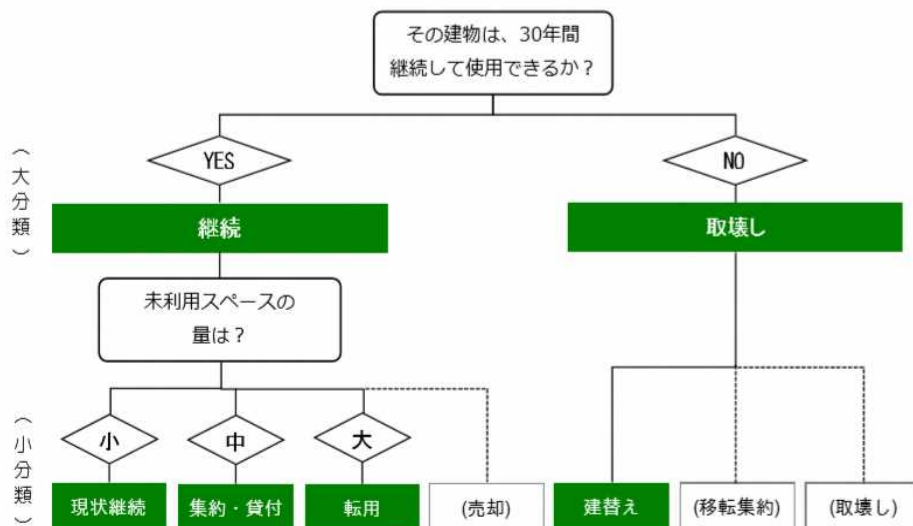 その建物は、30年間
継続して使用できるか？
YES
NO
（大分類）
継続
取壊し
未利用スペースの
量は？
（小分類）
小
中
大
現状継続
集約・貸付
転用
(売却)
建替え
(移転集約)
(取壊し)